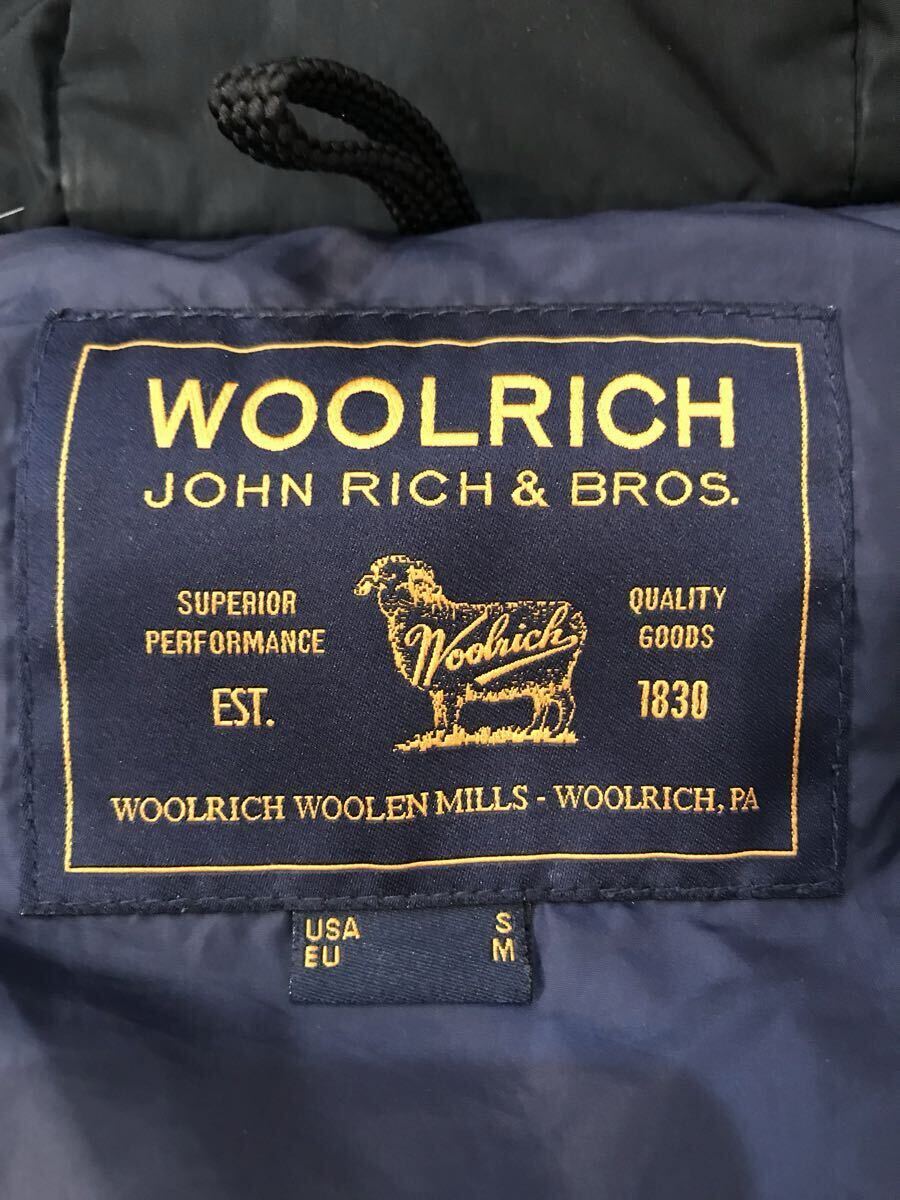 WOOLRICH
JOHN RICH & BROS.
SUPERIOR
PERFORMANCE
EST.
Woolrich
QUALITY
GOODS
1830
WOOLRICH WOOLEN MILLS - WOOLRICH, PA
USA S
EU M